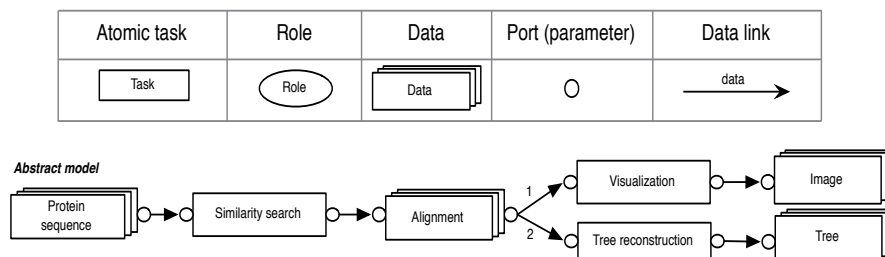 Atomic task
Role
Data
Port (parameter)
Data link
Task
Role
Data
data
Abstract model
Protein
sequence
Similarity search
Alignment
1
2
Visualization
Image
Tree reconstruction
Tree